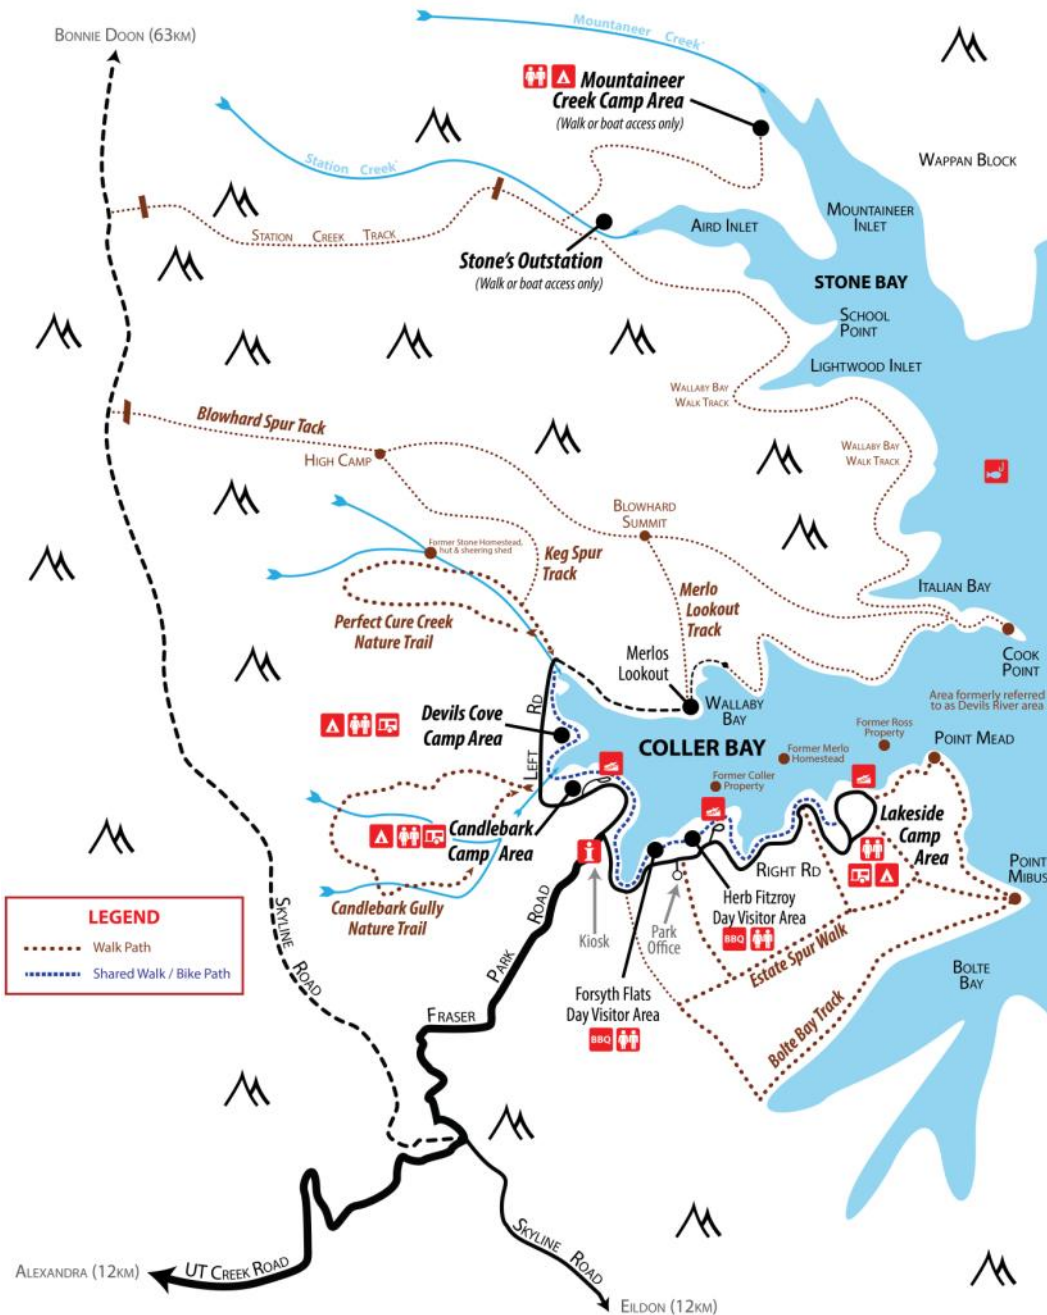 BONNIE DOON (63KM)
Mountaineer Creek
Mountaineer
Creek Camp Area
(Walk or boat access only)
WAPPAN BLOCK
Station Creek
STATION CREEK TRACK
AIRD INLET
MOUNTAINEER
INLET
Stone's Outstation
(Walk or boat access only)
STONE BAY
SCHOOL
POINT
LIGHTWOOD INLET
WALLABY BAY
WALK TRACK
WALLABY BAY
WALK TRACK
Blowhard Spur Tack
HIGH CAMP
BLOWHARD
SUMMIT
Former Stone Homestead,
hut & sheering shed
Keg Spur
Track
Merlo
Lookout
Track
ITALIAN BAY
Perfect Cure Creek
Nature Trail
Merlos
Lookout
COOK
POINT
Area formerly referred
to as Devils River area
WALLABY
BAY
Devils Cove
Camp Area
LEFT RD
COLLER BAY
Former Ross
Property
POINT MEAD
Former Merlo
Homestead
Former Coller
Property
Candlebark
Camp Area
Lakeside
Camp
Area
RIGHT RD
POINT
MIBUS
Candlebark Gully
Nature Trail
Kiosk
Park
Office
Herb Fitzroy
Day Visitor Area
BBQ
Estate Spur Walk
BOLTE
BAY
Forsyth Flats
Day Visitor Area
BBQ
Bolte Bay Track
LEGEND
Walk Path
Shared Walk / Bike Path
SKYLINE ROAD
FRASER PARK ROAD
SKYLINE ROAD
UT CREEK ROAD
ALEXANDRA (12KM)
EILDON (12KM)